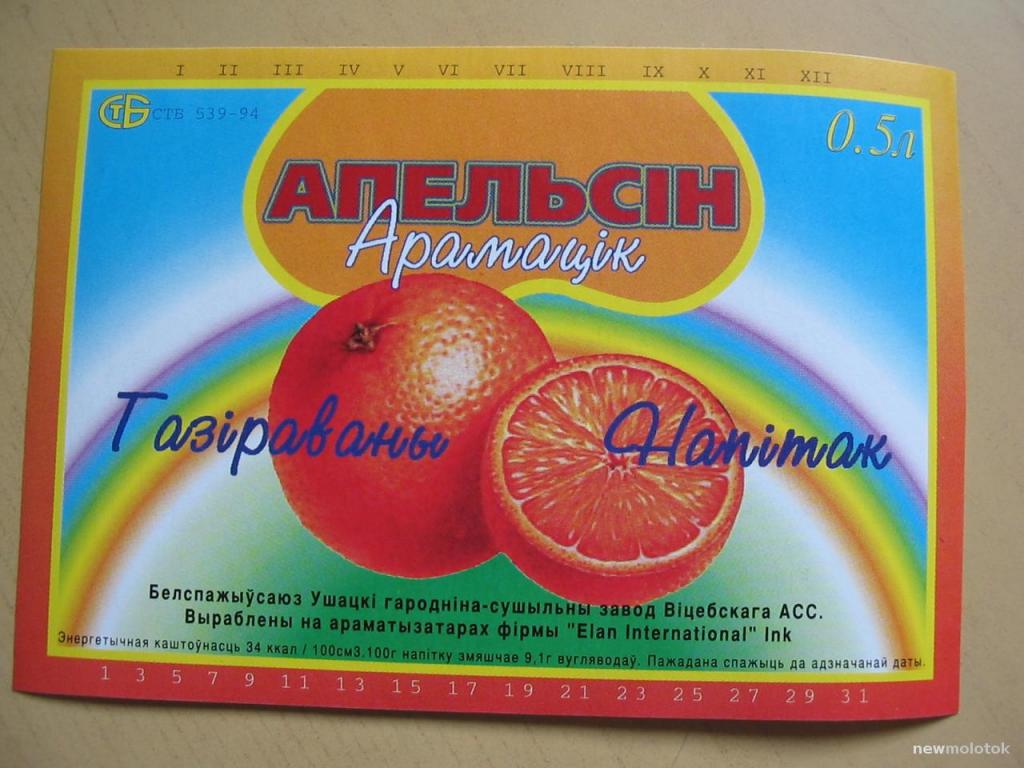 I II III IV V VI VII VIII IX X XI XII
СТБ СТБ 539-94
0.5л
АПЕЛЬСІН
Арамацік
Газіраваны Напітак
Белспажыўсаюз Ушацкі гародніна-сушыльны завод Віцебскага АСС.
Выраблены на араматызатарах фірмы "Elan International" Ink
Энергетычная каштоўнасць 34 ккал / 100см3.100г напітку змяшчае 9,1г вугляводаў. Пажадана спажыць да адзначанай даты.
1 3 5 7 9 11 13 15 17 19 21 23 25 27 29 31
newmolotok